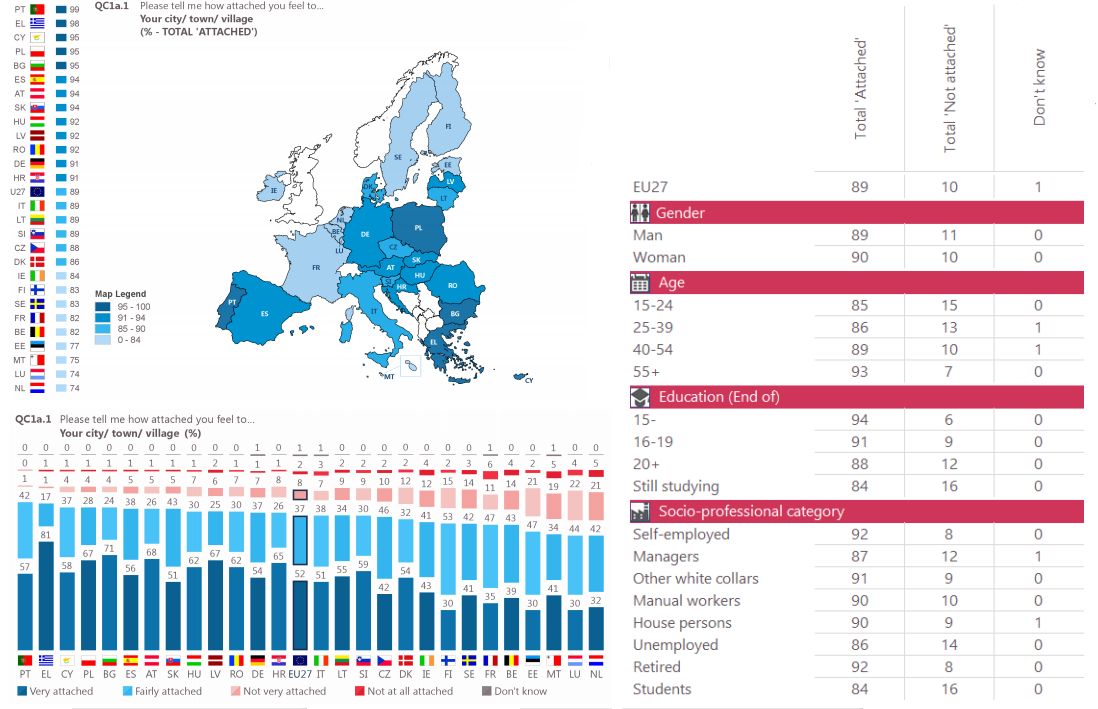 QC1a.1 Please tell me how attached you feel to...
Your city/ town/ village
(% - TOTAL 'ATTACHED')
PT 99
EL 98
CY 95
PL 95
BG 95
ES 94
AT 94
SK 94
HU 92
LV 92
RO 92
DE 91
HR 91
U27 89
IT 89
LT 89
SI 89
CZ 88
DK 86
IE 84
FI 83
SE 83
FR 82
BE 82
EE 77
MT 75
LU 74
NL 74
FI
SE
EE
LV
LT
DK
IE
NL
BE
LU
DE
PL
CZ
SK
AT
HU
SI
HR
RO
FR
IT
BG
PT
ES
EL
MT
CY
Map Legend
95 - 100
91 - 94
85 - 90
0 - 84
QC1a.1 Please tell me how attached you feel to...
Your city/ town/ village (%)
0 0 0 0 0 0 0 0 0 0 0 1 0 1 1 0 0 0 0 0 0 0 1 0 0 1 0 0
0 1 1 1 1 1 1 1 1 2 1 1 1 2 3 2 2 2 2 4 2 3 6 4 2 5 4 5
1 1 4 4 4 5 5 5 7 6 7 7 8 8 7 9 9 10 12 12 15 14 11 14 21 19 22 21
42 17 37 28 24 38 26 43 30 25 30 37 26 37 38 34 30 46 32 41 53 42 47 43 47 34 44 42
57 81 58 67 71 56 68 51 62 67 62 54 65 52 51 55 59 42 54 43 30 41 35 39 30 41 30 32
PT EL CY PL BG ES AT SK HU LV RO DE HR EU27 IT LT SI CZ DK IE FI SE FR BE EE MT LU NL
Very attached Fairly attached Not very attached Not at all attached Don't know
Total 'Attached' Total 'Not attached' Don't know
EU27 89 10 1
Gender
Man 89 11 0
Woman 90 10 0
Age
15-24 85 15 0
25-39 86 13 1
40-54 89 10 1
55+ 93 7 0
Education (End of)
15- 94 6 0
16-19 91 9 0
20+ 88 12 0
Still studying 84 16 0
Socio-professional category
Self-employed 92 8 0
Managers 87 12 1
Other white collars 91 9 0
Manual workers 90 10 0
House persons 90 9 1
Unemployed 86 14 0
Retired 92 8 0
Students 84 16 0